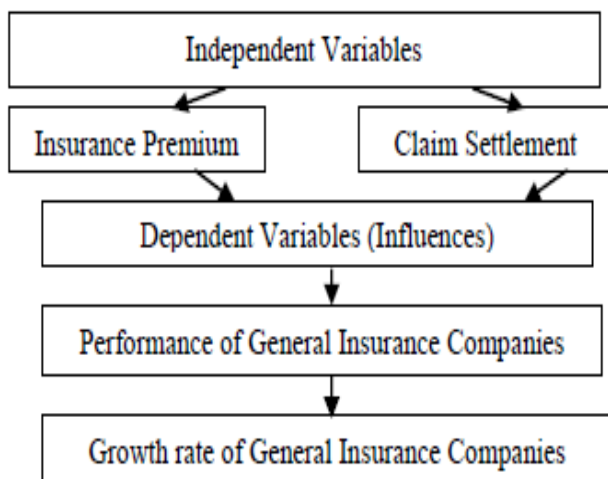 Independent Variables
Insurance Premium
Claim Settlement
Dependent Variables (Influences)
Performance of General Insurance Companies
Growth rate of General Insurance Companies